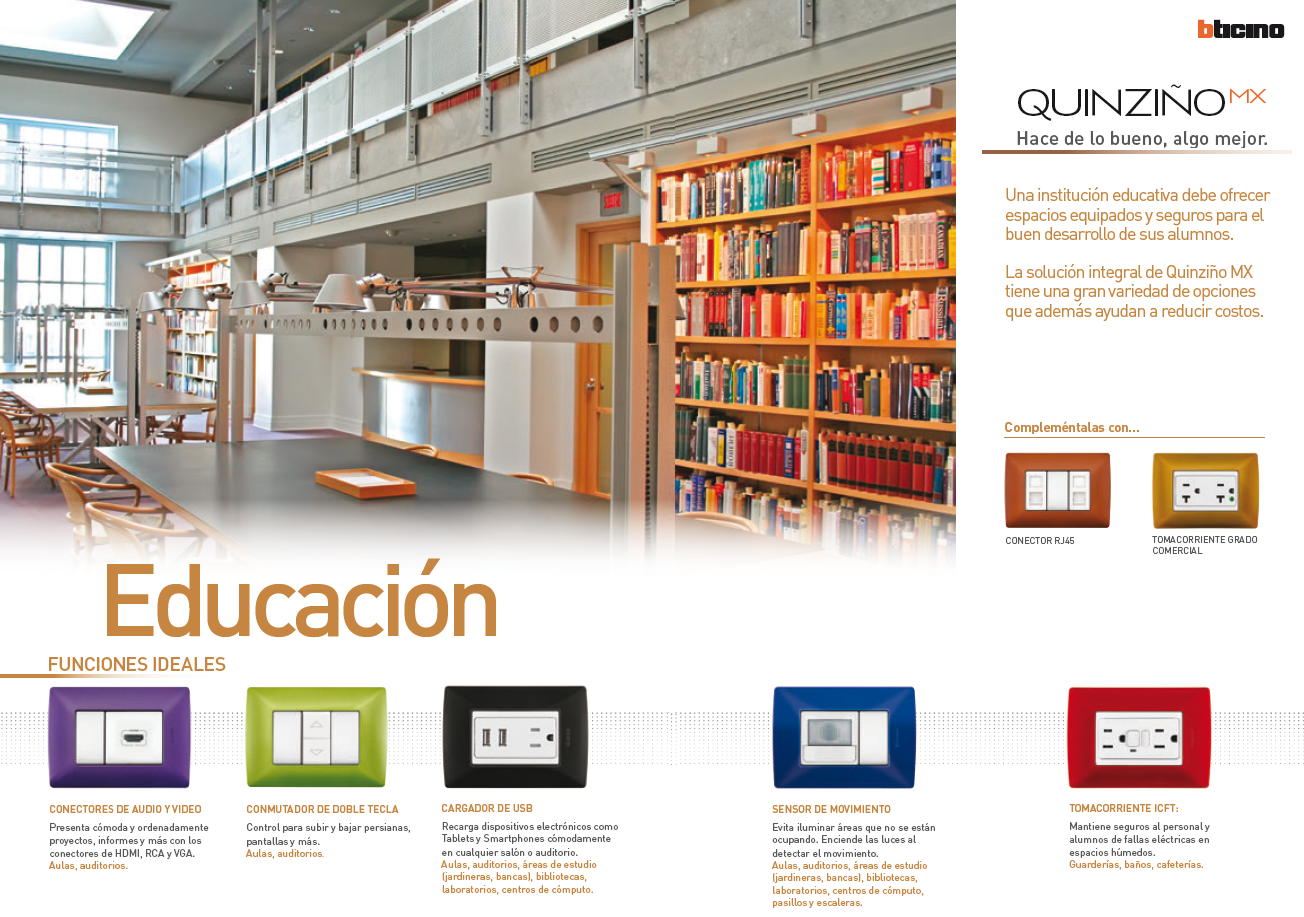 bticino
QUINZIÑO MX
Hace de lo bueno, algo mejor.
Una institución educativa debe ofrecer
espacios equipados y seguros para el
buen desarrollo de sus alumnos.
La solución integral de Quinziño MX
tiene una gran variedad de opciones
que además ayudan a reducir costos.
Compleméntalas con...
CONECTOR RJ45
TOMACORRIENTE GRADO
COMERCIAL
Educación
FUNCIONES IDEALES
CONECTORES DE AUDIO Y VIDEO
Presenta cómoda y ordenadamente
proyectos, informes y más con los
conectores de HDMI, RCA y VGA.
Aulas, auditorios.
CONMUTADOR DE DOBLE TECLA
Control para subir y bajar persianas,
pantallas y más.
Aulas, auditorios.
CARGADOR DE USB
Recarga dispositivos electrónicos como
Tablets y Smartphones cómodamente
en cualquier salón o auditorio.
Aulas, auditorios, áreas de estudio
(jardineras, bancas), bibliotecas,
laboratorios, centros de cómputo.
SENSOR DE MOVIMIENTO
Evita iluminar áreas que no se están
ocupando. Enciende las luces al
detectar el movimiento.
Aulas, auditorios, áreas de estudio
(jardineras, bancas), bibliotecas,
laboratorios, centros de cómputo,
pasillos y escaleras.
TOMACORRIENTE ICFT:
Mantiene seguros al personal y
alumnos de fallas eléctricas en
espacios húmedos.
Guarderías, baños, cafeterías.